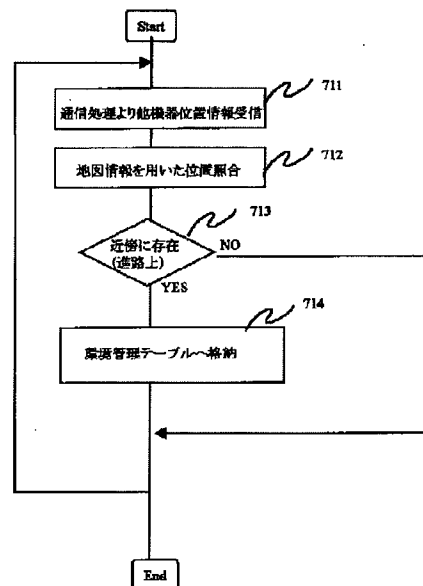 Start
711
通信処理より他機器位置情報受信
712
地図情報を用いた位置照合
713
近傍に存在
(進路上)
NO
YES
714
環境管理テーブルへ格納
End